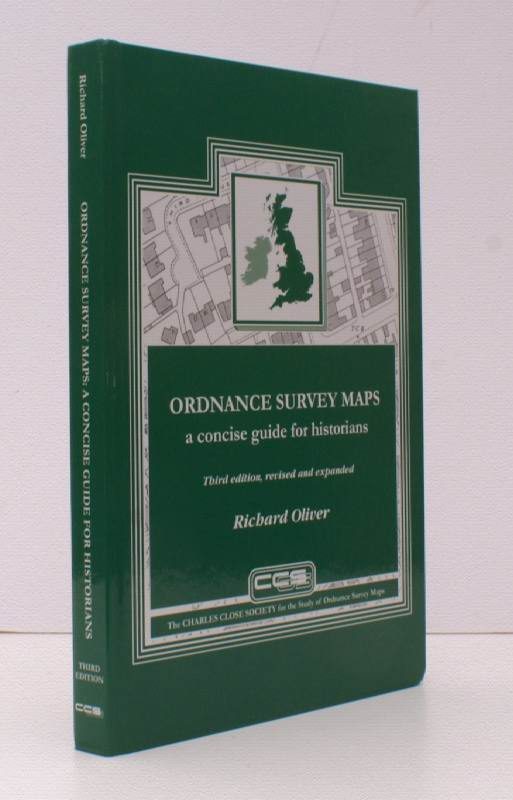 Richard Oliver
ORDNANCE SURVEY MAPS: A CONCISE GUIDE FOR HISTORIANS
THIRD
EDITION
CCS
T C B
ORDNANCE SURVEY MAPS
a concise guide for historians
Third edition, revised and expanded
Richard Oliver
CCS
The CHARLES CLOSE SOCIETY for the Study of Ordnance Survey Maps